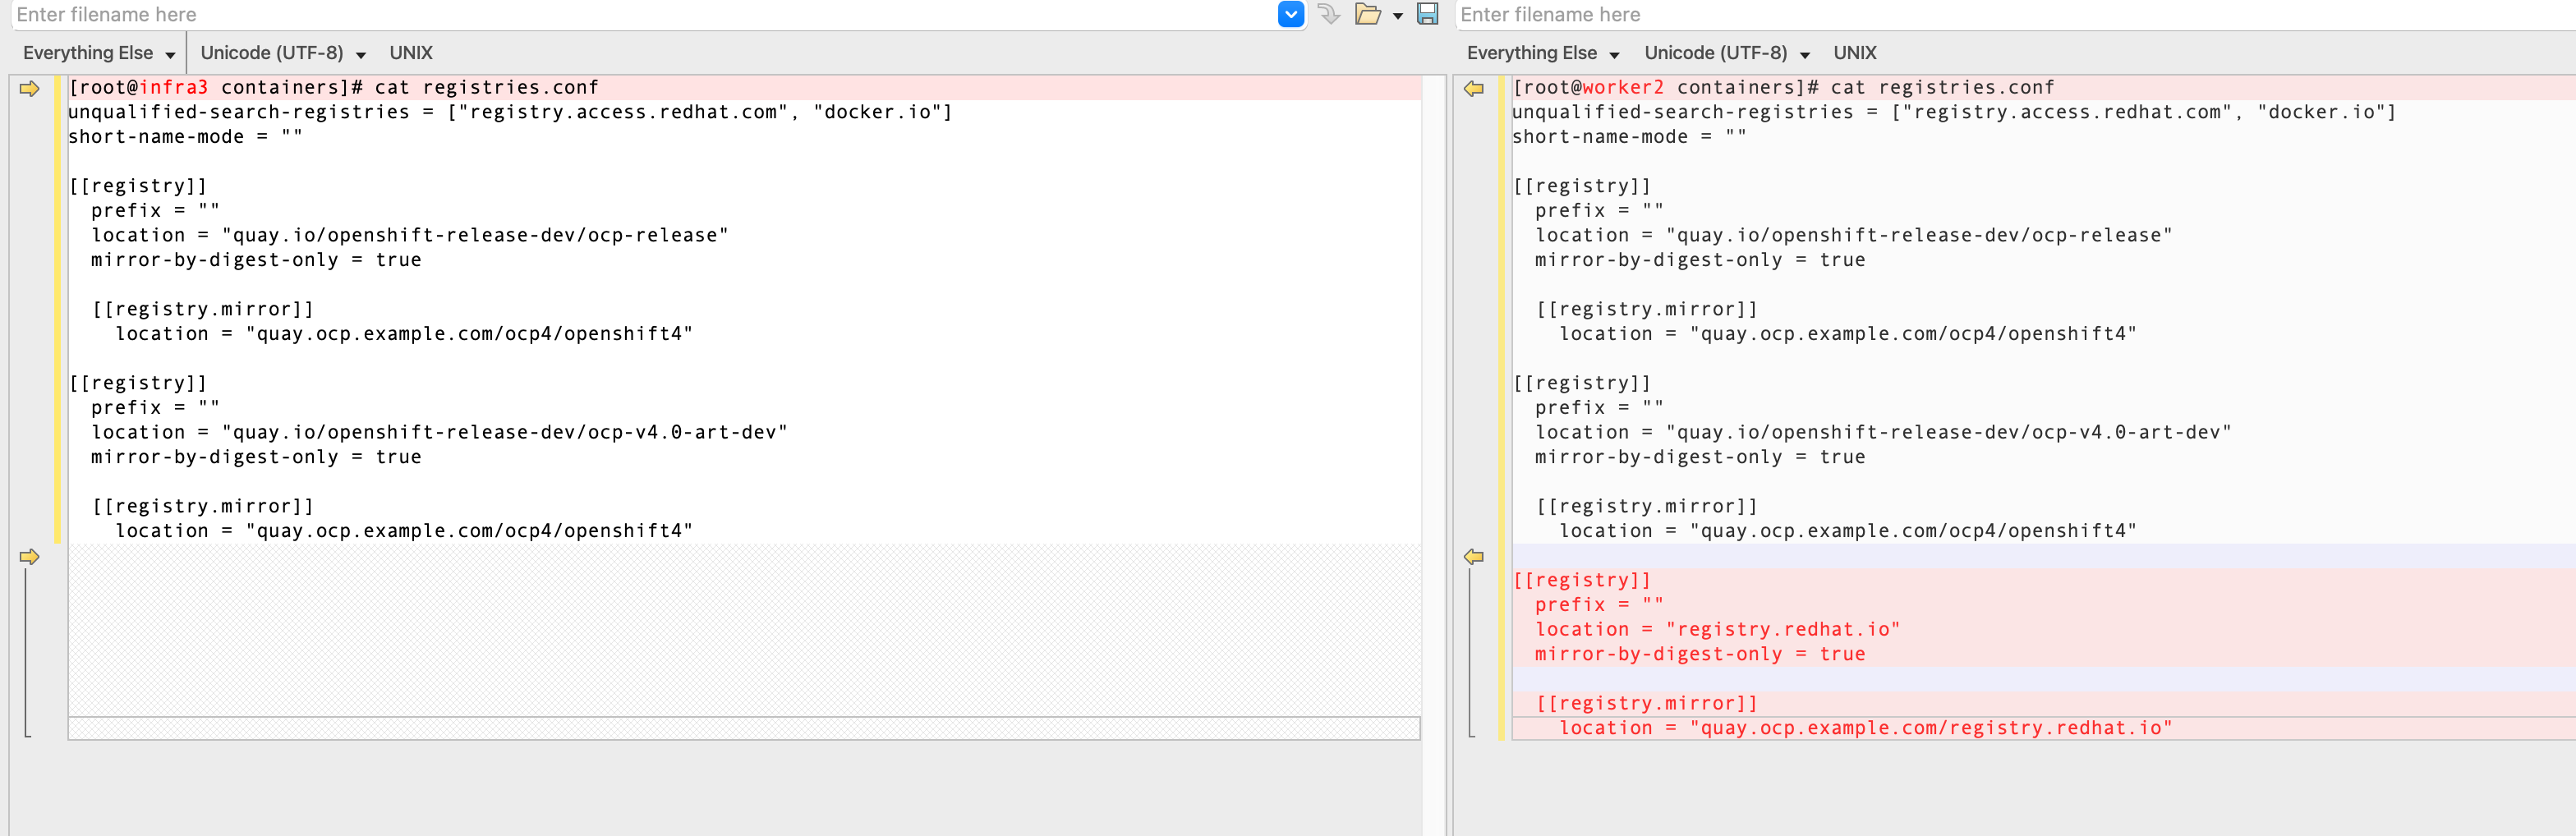 Enter filename here
Everything Else Unicode (UTF-8) UNIX
[root@infra3 containers]# cat registries.conf
unqualified-search-registries = ["registry.access.redhat.com", "docker.io"]
short-name-mode = ""
[[registry]]
prefix = ""
location = "quay.io/openshift-release-dev/ocp-release"
mirror-by-digest-only = true
[[registry.mirror]]
location = "quay.ocp.example.com/ocp4/openshift4"
[[registry]]
prefix = ""
location = "quay.io/openshift-release-dev/ocp-v4.0-art-dev"
mirror-by-digest-only = true
[[registry.mirror]]
location = "quay.ocp.example.com/ocp4/openshift4"
Enter filename here
Everything Else Unicode (UTF-8) UNIX
[root@worker2 containers]# cat registries.conf
unqualified-search-registries = ["registry.access.redhat.com", "docker.io"]
short-name-mode = ""
[[registry]]
prefix = ""
location = "quay.io/openshift-release-dev/ocp-release"
mirror-by-digest-only = true
[[registry.mirror]]
location = "quay.ocp.example.com/ocp4/openshift4"
[[registry]]
prefix = ""
location = "quay.io/openshift-release-dev/ocp-v4.0-art-dev"
mirror-by-digest-only = true
[[registry.mirror]]
location = "quay.ocp.example.com/ocp4/openshift4"
[[registry]]
prefix = ""
location = "registry.redhat.io"
mirror-by-digest-only = true
[[registry.mirror]]
location = "quay.ocp.example.com/registry.redhat.io"